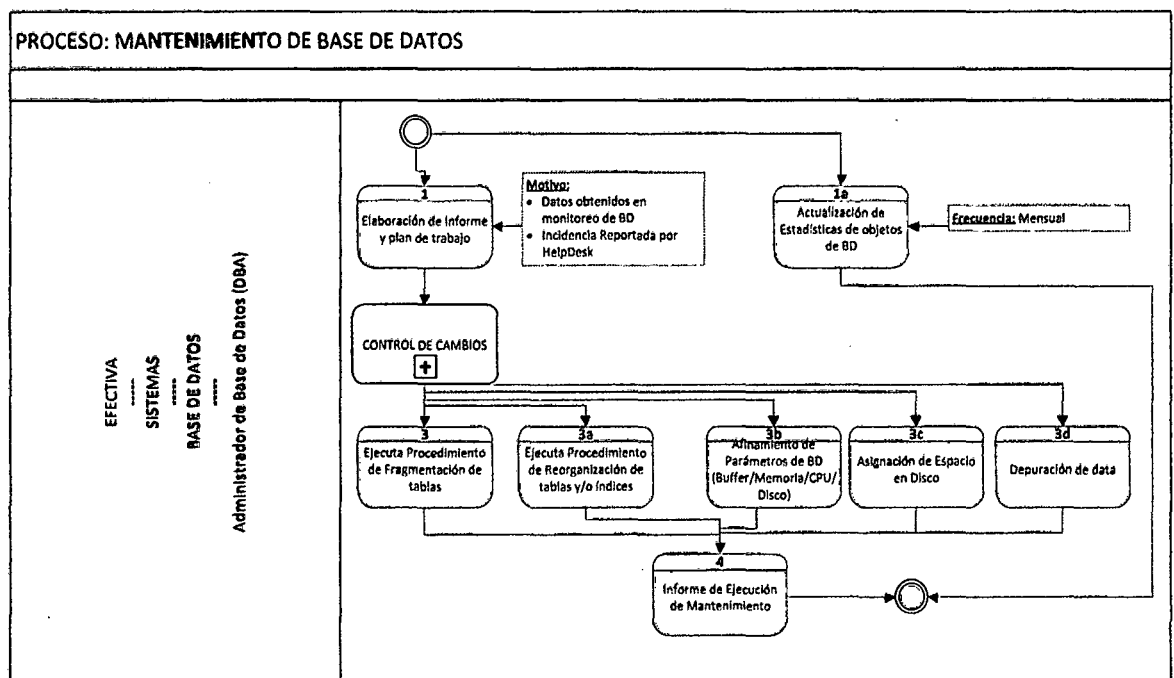 PROCESO: MANTENIMIENTO DE BASE DE DATOS
EFECTIVA
-----
SISTEMAS
-----
BASE DE DATOS
-----
Administrador de Base de Datos (DBA)
1
Elaboración de Informe
y plan de trabajo
Motivo:
• Datos obtenidos en
monitoreo de BD
• Incidencia Reportada por
HelpDesk
1a
Actualización de
Estadísticas de objetos
de BD
Frecuencia: Mensual
CONTROL DE CAMBIOS
+
3
Ejecuta Procedimiento
de Fragmentación de
tablas
3a
Ejecuta Procedimiento
de Reorganización de
tablas y/o índices
3b
Afinamiento de
Parámetros de BD
(Buffer/Memoria/CPU/
Disco)
3c
Asignación de Espacio
en Disco
3d
Depuración de data
4
Informe de Ejecución
de Mantenimiento